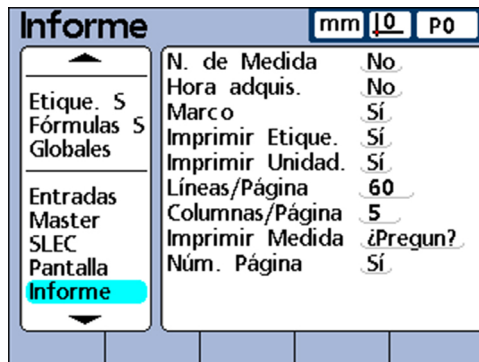 Informe
mm 0 P0
Etique. S
Fórmulas S
Globales
Entradas
Master
SLEC
Pantalla
Informe
N. de Medida No
Hora adquis. No
Marco Sí
Imprimir Etique. Sí
Imprimir Unidad. Sí
Líneas/Página 60
Columnas/Página 5
Imprimir Medida ¿Pregun?
Núm. Página Sí